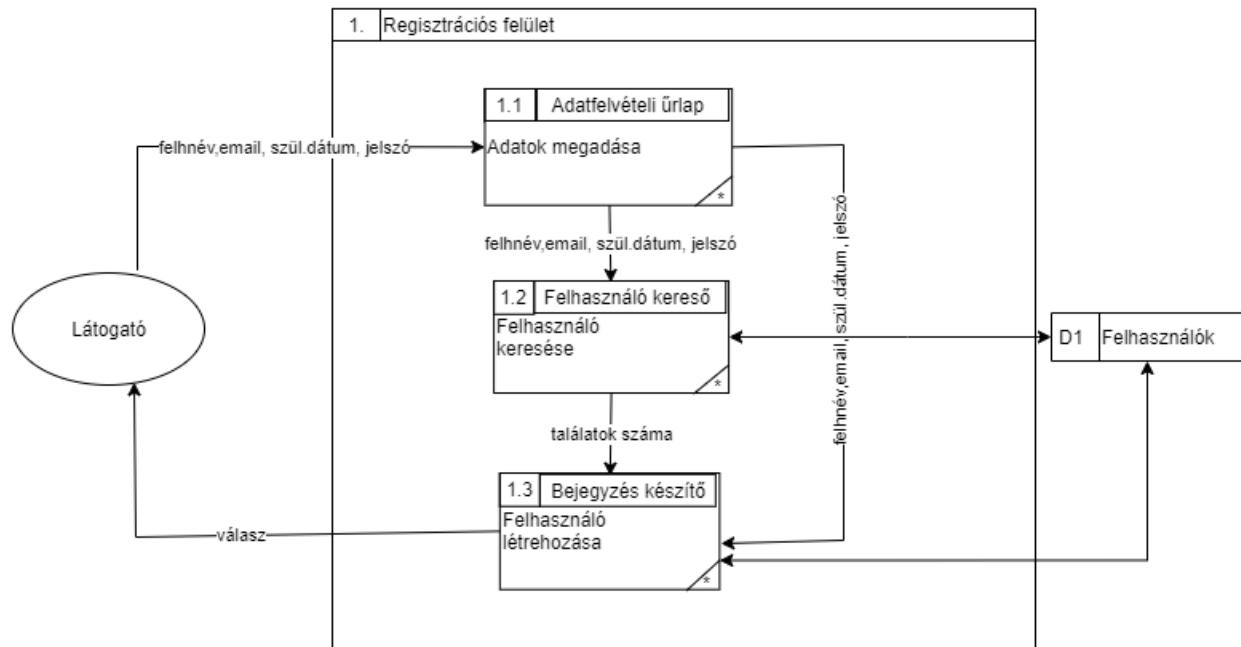 1. Regisztrációs felület
1.1 Adatfelvételi űrlap
Adatok megadása
*
felhnév,email, szül.dátum, jelszó
felhnév,email, szül.dátum, jelszó
felhnév,email, szül.dátum, jelszó
1.2 Felhasználó kereső
Felhasználó
keresése
*
Látogató
D1 Felhasználók
találatok száma
1.3 Bejegyzés készítő
Felhasználó
létrehozása
*
válasz